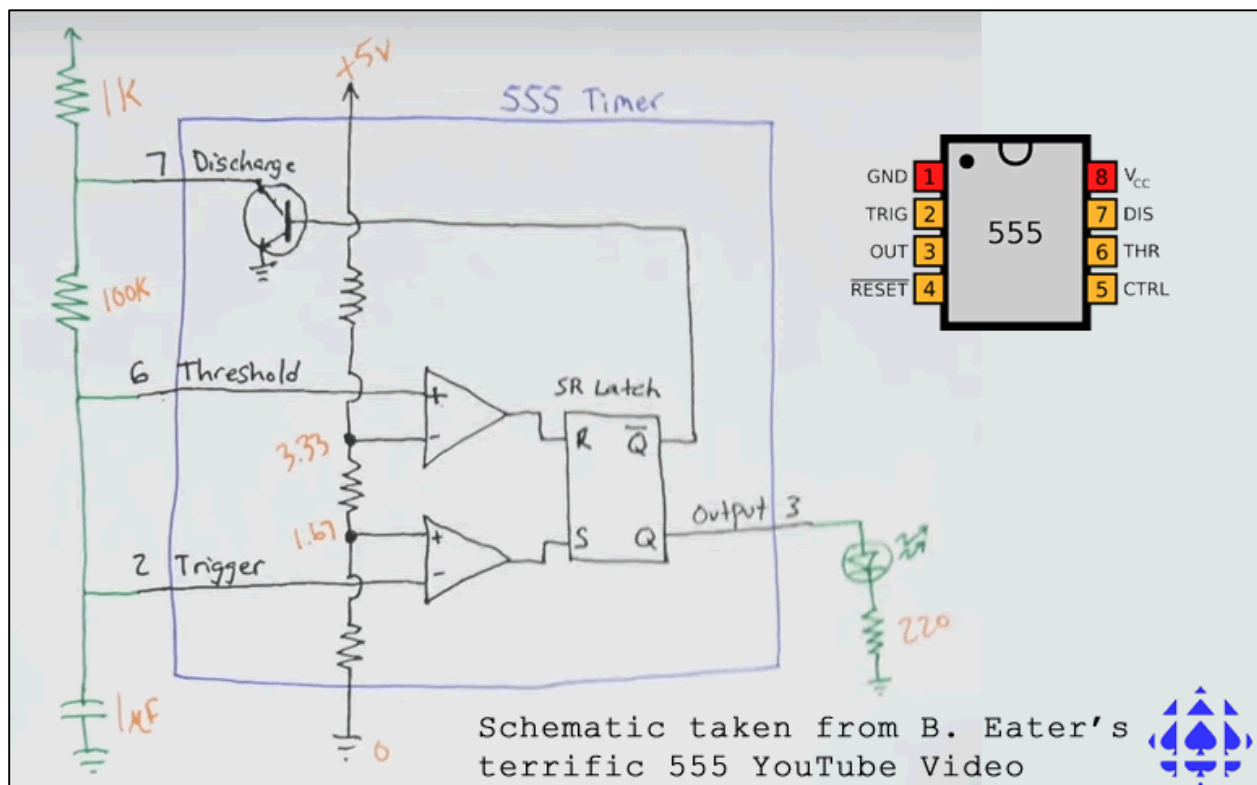 +5V
1K
555 Timer
7 Discharge
100K
6 Threshold
SR Latch
+
-
R
Q̅
3.33
1.67
+
-
S
Q
Output 3
2 Trigger
220
1µF
0
GND 1
8 VCC
TRIG 2
7 DIS
555
OUT 3
6 THR
RESET 4
5 CTRL
Schematic taken from B. Eater's
terrific 555 YouTube Video